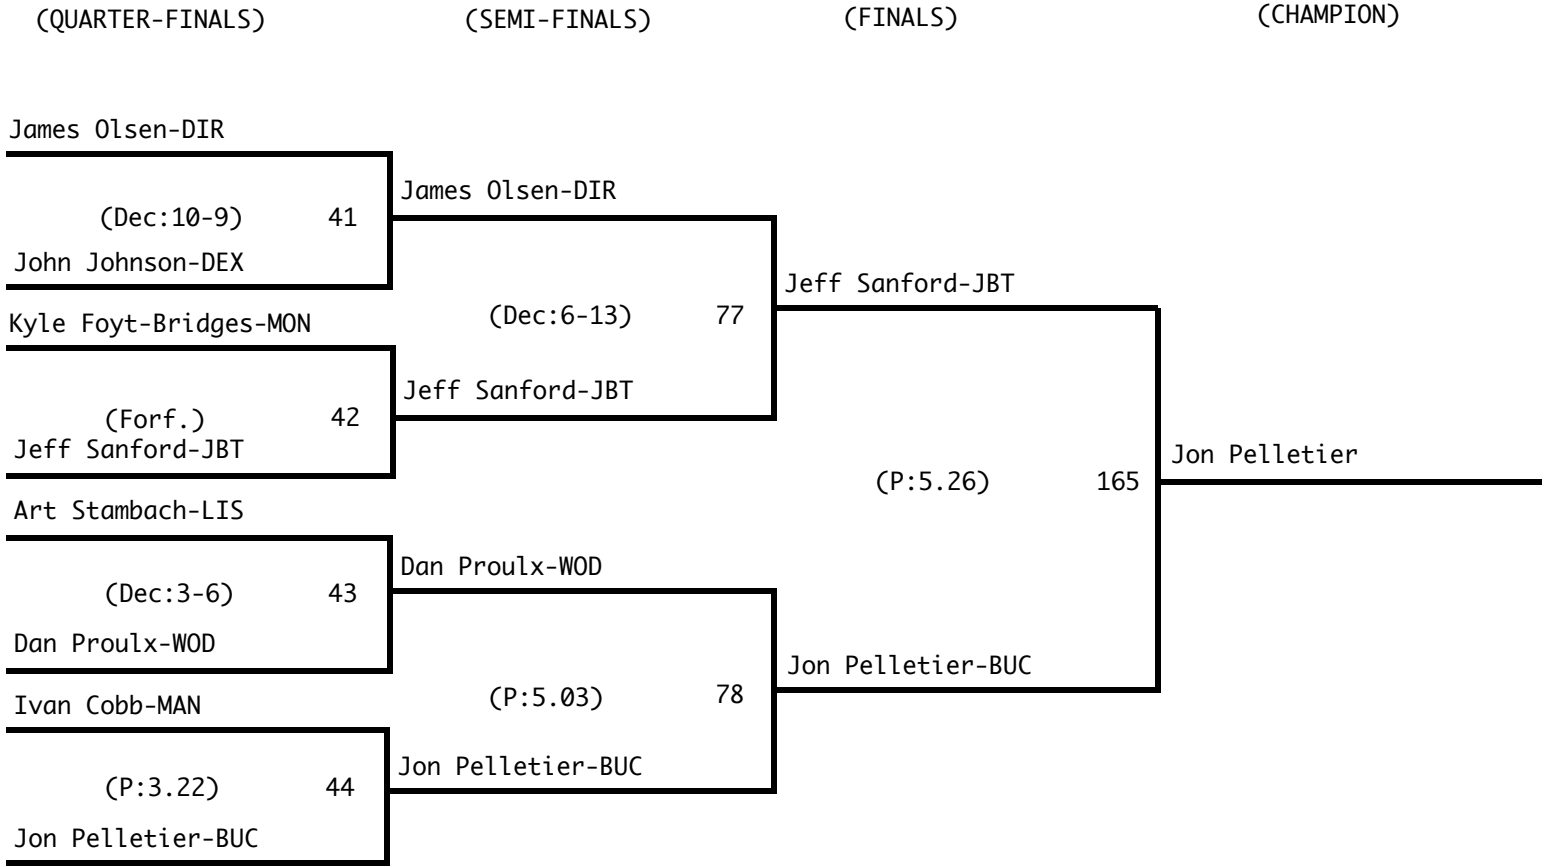 (QUARTER-FINALS) (SEMI-FINALS) (FINALS) (CHAMPION)
James Olsen-DIR
(Dec:10-9) 41
John Johnson-DEX
Kyle Foyt-Bridges-MON
(Forf.) 42
Jeff Sanford-JBT
Art Stambach-LIS
(Dec:3-6) 43
Dan Proulx-WOD
Ivan Cobb-MAN
(P:3.22) 44
Jon Pelletier-BUC
James Olsen-DIR
(Dec:6-13) 77
Jeff Sanford-JBT
Dan Proulx-WOD
(P:5.03) 78
Jon Pelletier-BUC
Jeff Sanford-JBT
(P:5.26) 165
Jon Pelletier-BUC
Jon Pelletier